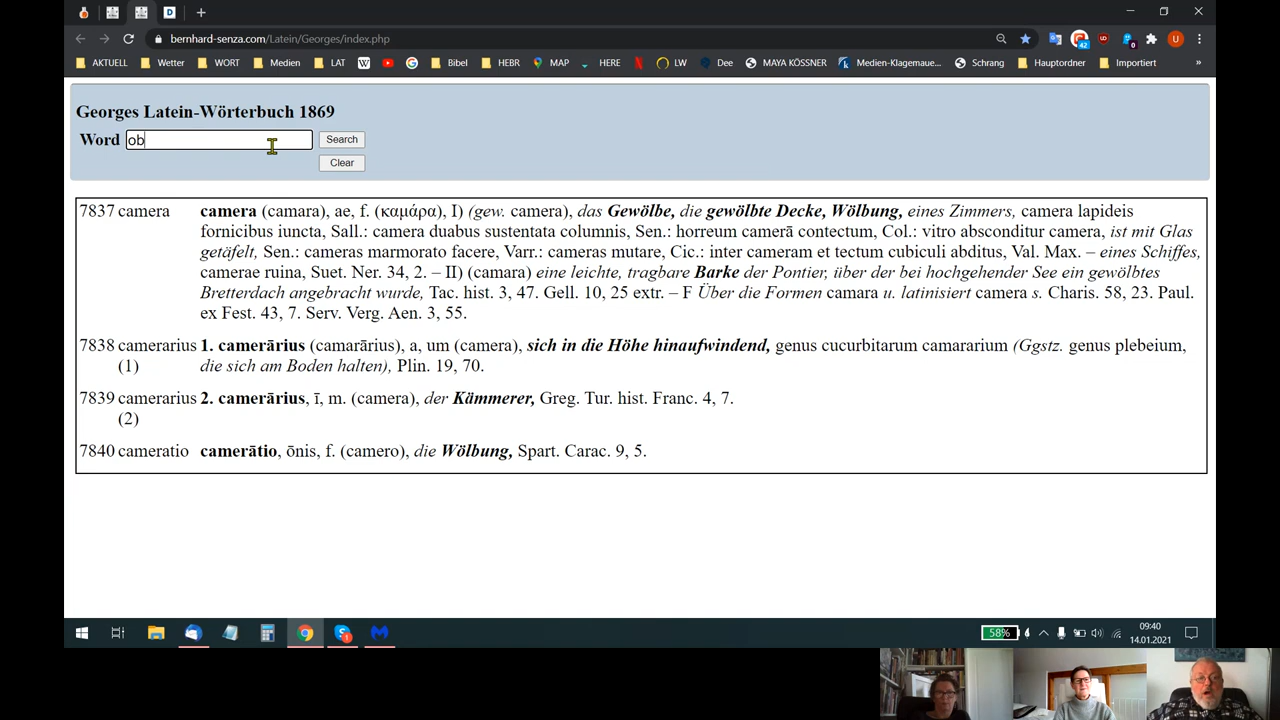 bernhard-senza.com/Latein/Georges/index.php
AKTUELL Wetter WORT Medien LAT Bibel HEBR MAP HERE LW Dee MAYA KÖSSNER Medien-Klagemaue... Schrang Hauptordner Importiert »
Georges Latein-Wörterbuch 1869
Word ob Search
Clear
7837 camera camera (camara), ae, f. (καμάρα), I) (gew. camera), das Gewölbe, die gewölbte Decke, Wölbung, eines Zimmers, camera lapideis
fornicibus iuncta, Sall.: camera duabus sustentata columnis, Sen.: horreum camerā contectum, Col.: vitro absconditur camera, ist mit Glas
getäfelt, Sen.: cameras marmorato facere, Varr.: cameras mutare, Cic.: inter cameram et tectum cubiculi abditus, Val. Max. – eines Schiffes,
camerae ruina, Suet. Ner. 34, 2. – II) (camara) eine leichte, tragbare Barke der Pontier, über der bei hochgehender See ein gewölbtes
Bretterdach angebracht wurde, Tac. hist. 3, 47. Gell. 10, 25 extr. – F Über die Formen camara u. latinisiert camera s. Charis. 58, 23. Paul.
ex Fest. 43, 7. Serv. Verg. Aen. 3, 55.
7838 camerarius 1. camerārius (camarārius), a, um (camera), sich in die Höhe hinaufwindend, genus cucurbitarum camararium (Ggstz. genus plebeium,
(1) die sich am Boden halten), Plin. 19, 70.
7839 camerarius 2. camerārius, ī, m. (camera), der Kämmerer, Greg. Tur. hist. Franc. 4, 7.
(2)
7840 cameratio camerātio, ōnis, f. (camero), die Wölbung, Spart. Carac. 9, 5.
58% 09:40
14.01.2021